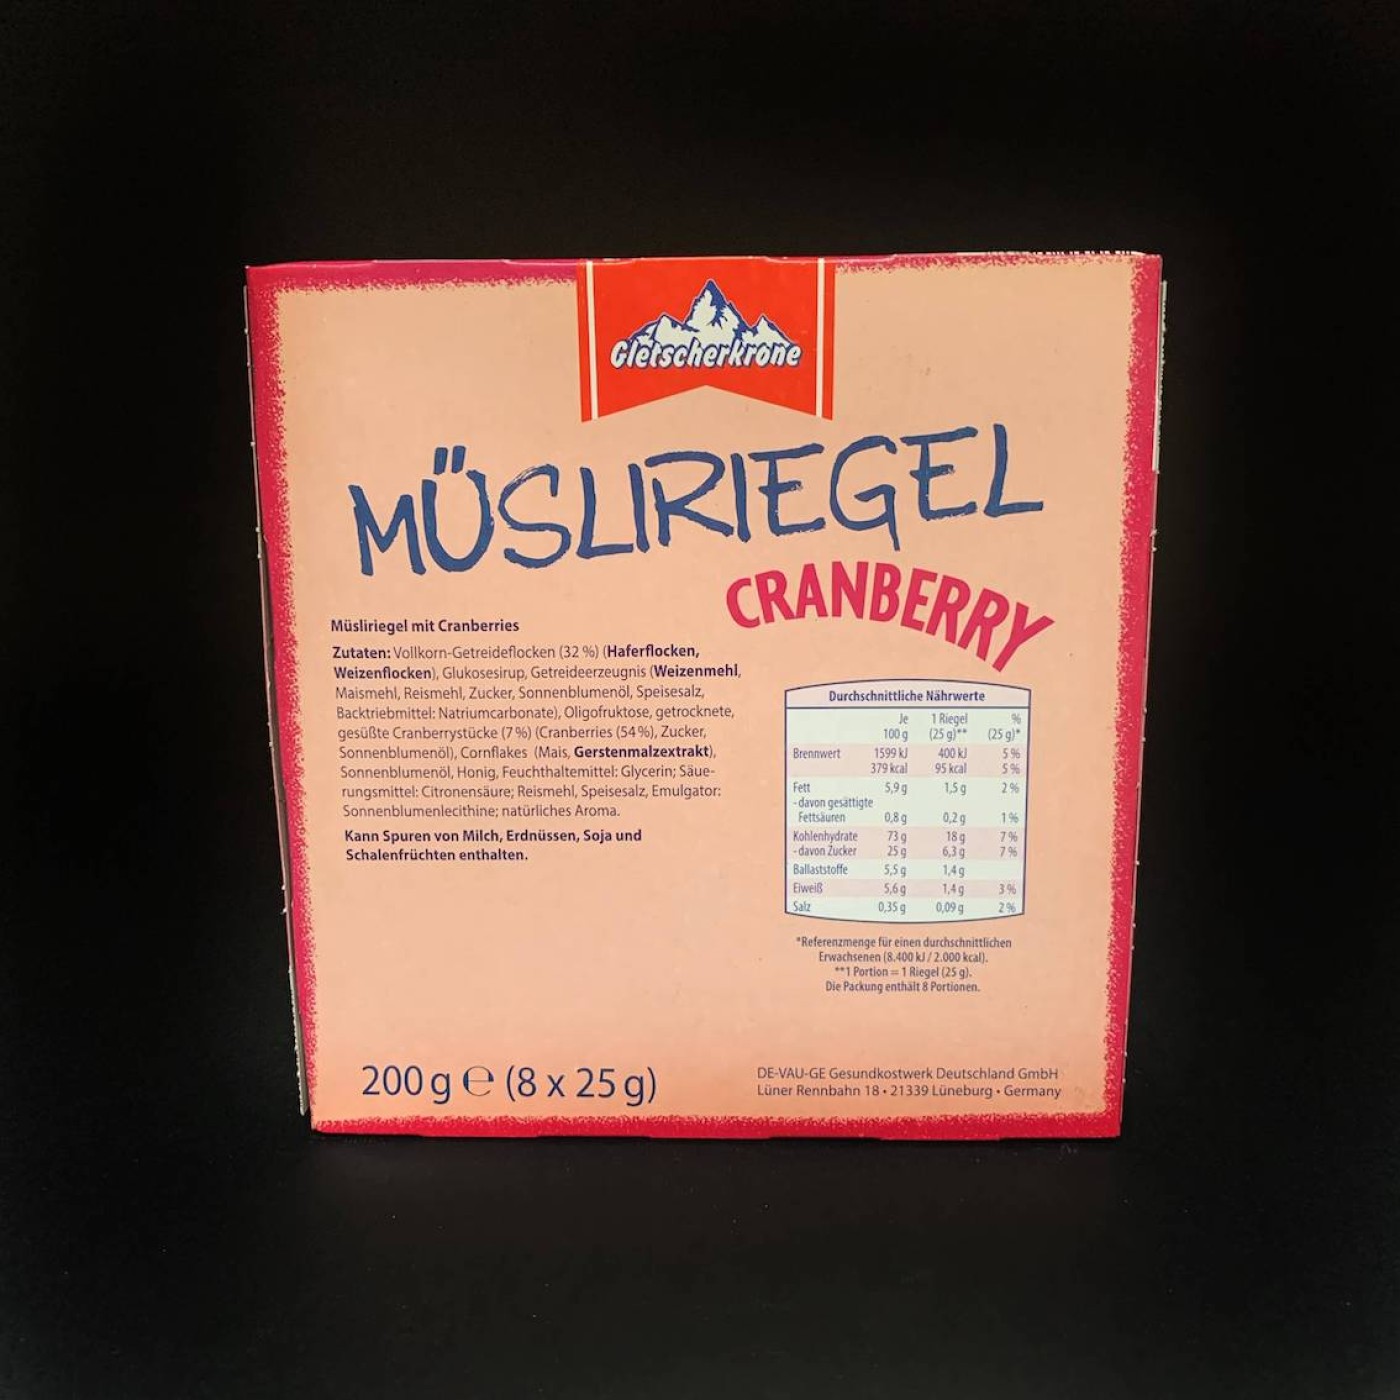 Gletscherkrone
MÜSLIRIEGEL
CRANBERRY
Müsliriegel mit Cranberries
Zutaten: Vollkorn-Getreideflocken (32 %) (Haferflocken,
Weizenflocken), Glukosesirup, Getreideerzeugnis (Weizenmehl,
Maismehl, Reismehl, Zucker, Sonnenblumenöl, Speisesalz,
Backtriebmittel: Natriumcarbonate), Oligofruktose, getrocknete,
gesüßte Cranberrystücke (7 %) (Cranberries (54 %), Zucker,
Sonnenblumenöl), Cornflakes (Mais, Gerstenmalzextrakt),
Sonnenblumenöl, Honig, Feuchthaltemittel: Glycerin; Säue-
rungsmittel: Citronensäure; Reismehl, Speisesalz, Emulgator:
Sonnenblumenlecithine; natürliches Aroma.
Kann Spuren von Milch, Erdnüssen, Soja und
Schalenfrüchten enthalten.
Durchschnittliche Nährwerte
Je 1 Riegel %
100 g (25 g)** (25 g)*
Brennwert 1599 kJ 400 kJ 5 %
379 kcal 95 kcal 5 %
Fett 5,9 g 1,5 g 2 %
- davon gesättigte
Fettsäuren 0,8 g 0,2 g 1 %
Kohlenhydrate 73 g 18 g 7 %
- davon Zucker 25 g 6,3 g 7 %
Ballaststoffe 5,5 g 1,4 g
Eiweiß 5,6 g 1,4 g 3 %
Salz 0,35 g 0,09 g 2 %
*Referenzmenge für einen durchschnittlichen
Erwachsenen (8.400 kJ / 2.000 kcal).
**1 Portion = 1 Riegel (25 g).
Die Packung enthält 8 Portionen.
200 g e (8 x 25 g)
DE-VAU-GE Gesundkostwerk Deutschland GmbH
Lüner Rennbahn 18 • 21339 Lüneburg • Germany